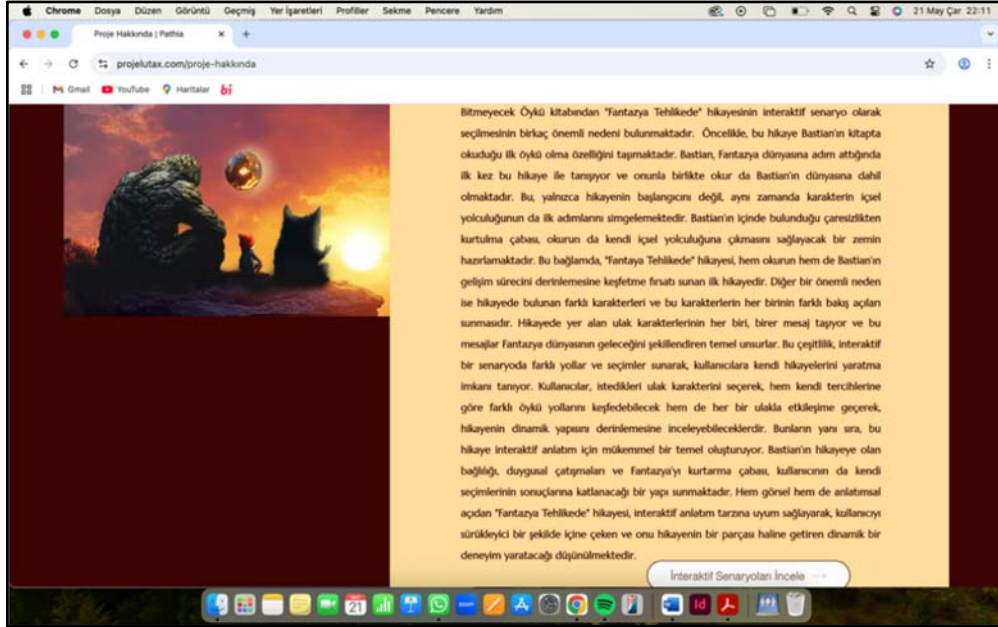 Chrome Dosya Düzen Görüntü Geçmiş Yer İşaretleri Profiller Sekme Pencere Yardım 21 May Çar 22:11
Proje Hakkında | Pathia
projelutax.com/proje-hakkinda
Gmail YouTube Haritalar bi
Bitmeyecek Öykü kitabından "Fantazya Tehlikede" hikayesinin interaktif senaryo olarak
seçilmesinin birkaç önemli nedeni bulunmaktadır. Öncelikle, bu hikaye Bastian'ın kitapta
okuduğu ilk öykü olma özelliğini taşımaktadır. Bastian, Fantazya dünyasına adım attığında
ilk kez bu hikaye ile tanışıyor ve onunla birlikte okur da Bastian'ın dünyasına dahil
olmaktadır. Bu, yalnızca hikayenin başlangıcını değil, aynı zamanda karakterin içsel
yolculuğunun da ilk adımlarını simgelemektedir. Bastian'ın içinde bulunduğu çaresizlikten
kurtulma çabası, okurun da kendi içsel yolculuğuna çıkmasını sağlayacak bir zemin
hazırlamaktadır. Bu bağlamda, "Fantaya Tehlikede" hikayesi, hem okurun hem de Bastian'ın
gelişim sürecini derinlemesine keşfetme fırsatı sunan ilk hikayedir. Diğer bir önemli neden
ise hikayede bulunan farklı karakterleri ve bu karakterlerin her birinin farklı bakış açıları
sunmasıdır. Hikayede yer alan ulak karakterlerinin her biri, birer mesaj taşıyor ve bu
mesajlar Fantazya dünyasının geleceğini şekillendiren temel unsurlar. Bu çeşitlilik, interaktif
bir senaryoda farklı yollar ve seçimler sunarak, kullanıcılara kendi hikayelerini yaratma
imkanı tanıyor. Kullanıcılar, istedikleri ulak karakterini seçerek, hem kendi tercihlerine
göre farklı öykü yollarını keşfedebilecek hem de her bir ulakla etkileşime geçerek,
hikayenin dinamik yapısını derinlemesine inceleyebileceklerdir. Bunların yanı sıra, bu
hikaye interaktif anlatım için mükemmel bir temel oluşturuyor. Bastian'ın hikayeye olan
bağlılığı, duygusal çatışmaları ve Fantazya'yı kurtarma çabası, kullanıcının da kendi
seçimlerinin sonuçlarına katlanacağı bir yapı sunmaktadır. Hem görsel hem de anlatımsal
açıdan "Fantazya Tehlikede" hikayesi, interaktif anlatım tarzına uyum sağlayarak, kullanıcıyı
sürükleyici bir şekilde içine çeken ve onu hikayenin bir parçası haline getiren dinamik bir
deneyim yaratacağı düşünülmektedir.
İnteraktif Senaryoları İncele
21
zoom
Id